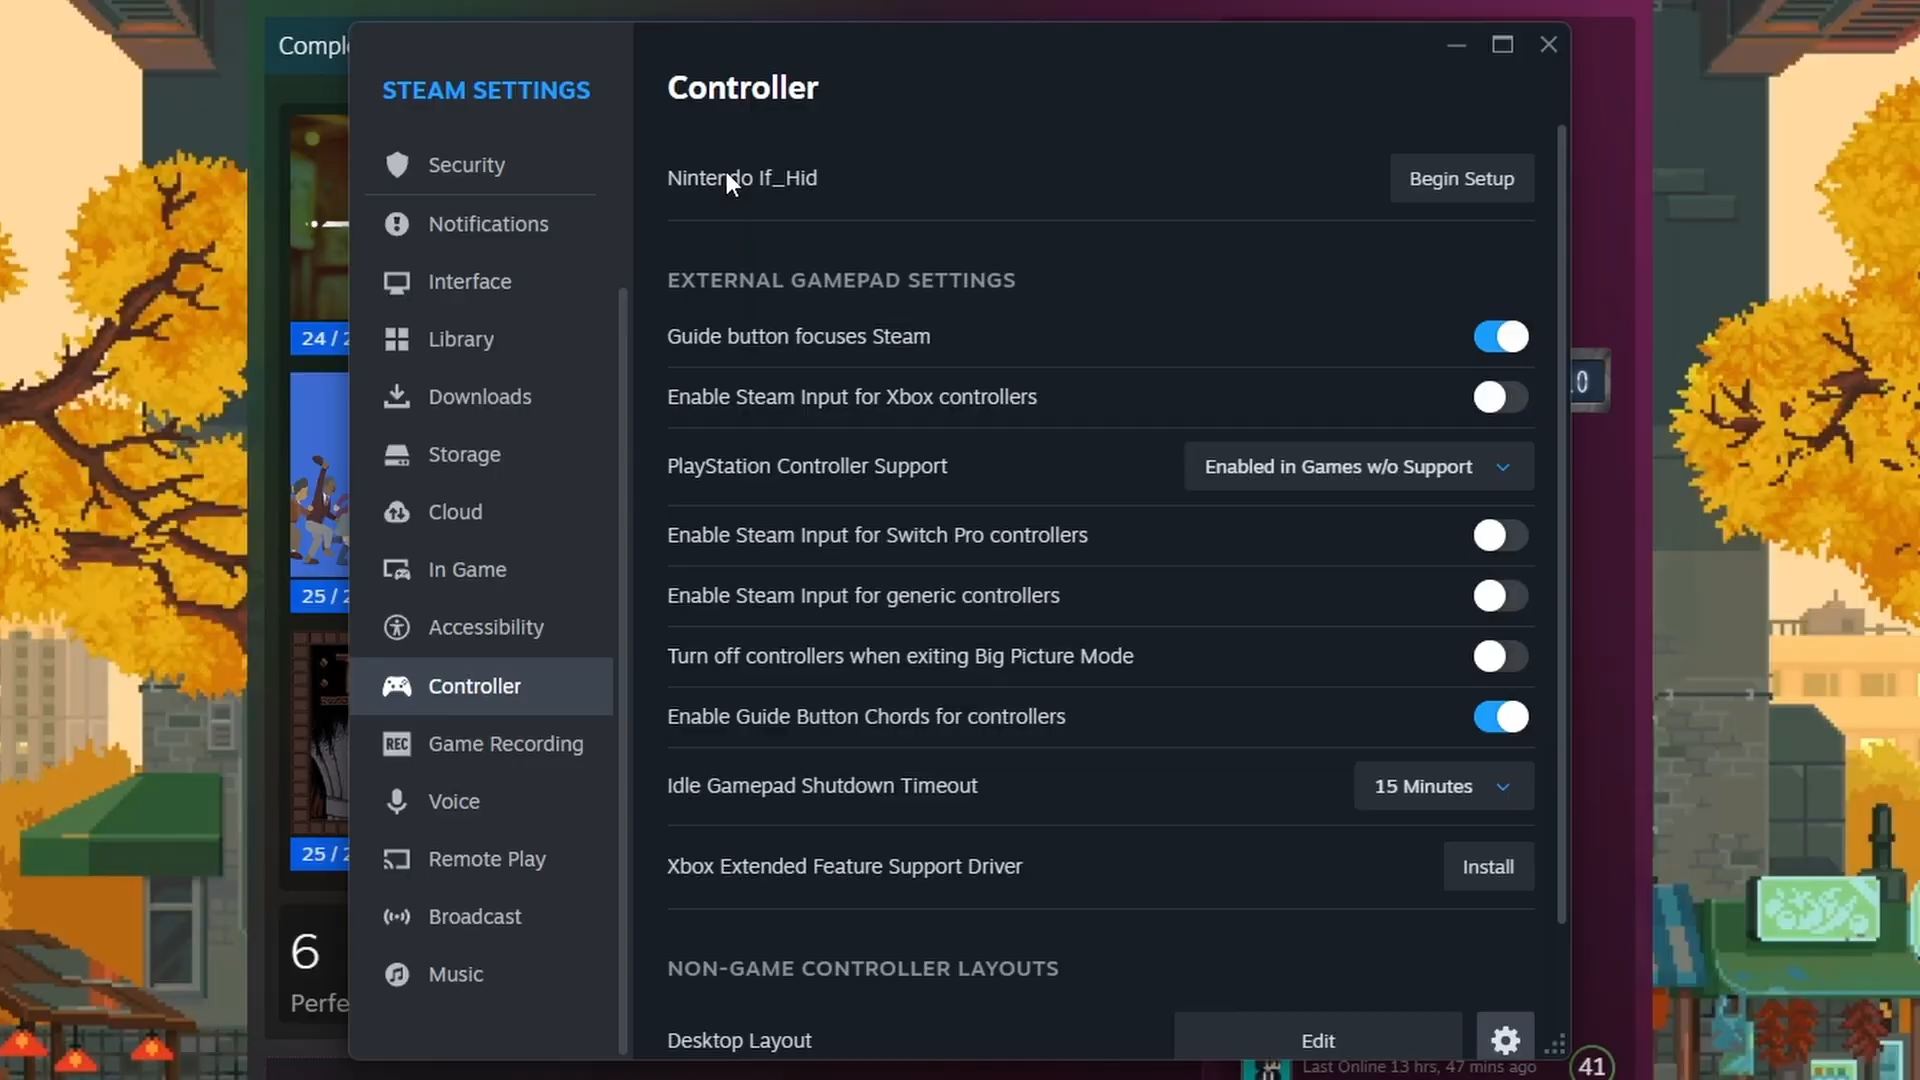 Compl
STEAM SETTINGS
Security
Notifications
Interface
Library
Downloads
Storage
Cloud
In Game
Accessibility
Controller
REC Game Recording
Voice
Remote Play
Broadcast
Music
Controller
Nintendo If_Hid
Begin Setup
EXTERNAL GAMEPAD SETTINGS
Guide button focuses Steam
Enable Steam Input for Xbox controllers
PlayStation Controller Support
Enabled in Games w/o Support
Enable Steam Input for Switch Pro controllers
Enable Steam Input for generic controllers
Turn off controllers when exiting Big Picture Mode
Enable Guide Button Chords for controllers
Idle Gamepad Shutdown Timeout
15 Minutes
Xbox Extended Feature Support Driver
Install
NON-GAME CONTROLLER LAYOUTS
Desktop Layout
Edit
24 / 2
25 / 2
25 / 2
6
Perfe
.0
Last Online 13 hrs, 47 mins ago
41